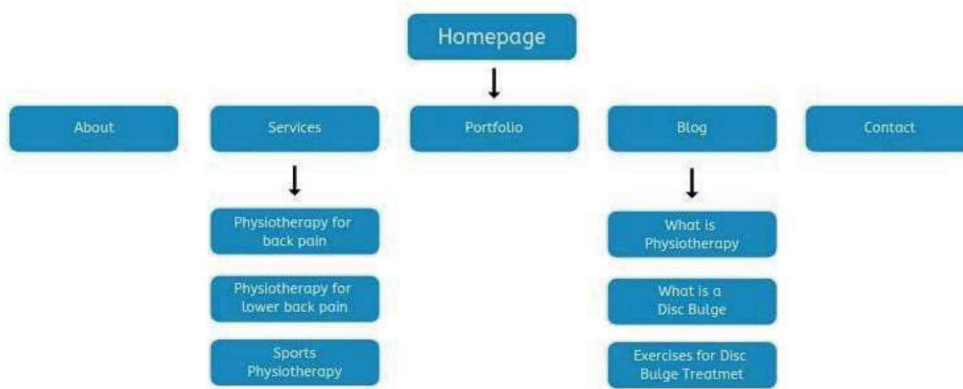 Homepage
About
Services
Portfolio
Blog
Contact
Physiotherapy for
back pain
Physiotherapy for
lower back pain
Sports
Physiotherapy
What is
Physiotherapy
What is a
Disc Bulge
Exercises for Disc
Bulge Treatmet